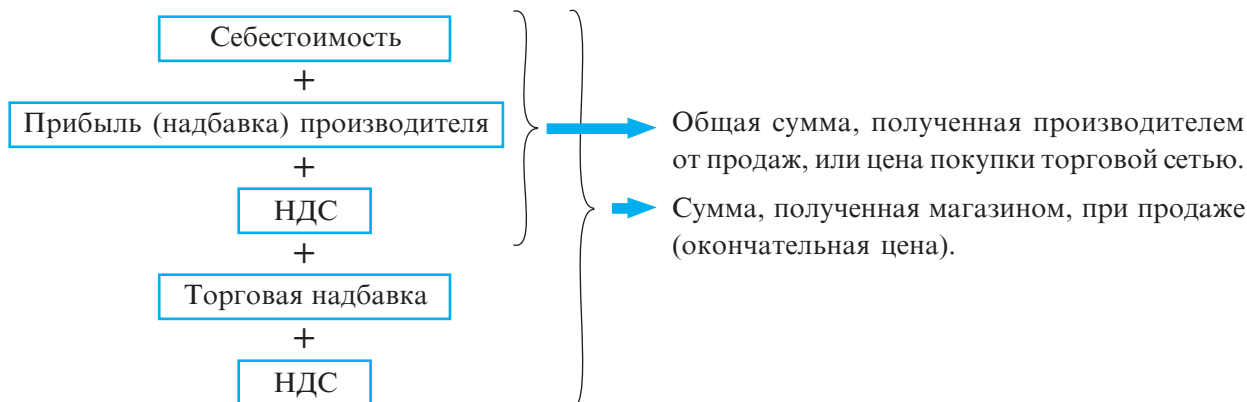 Себестоимость
+
Прибыль (надбавка) производителя
+
НДС
+
Торговая надбавка
+
НДС
Общая сумма, полученная производителем
от продаж, или цена покупки торговой сетью.
Сумма, полученная магазином, при продаже
(окончательная цена).